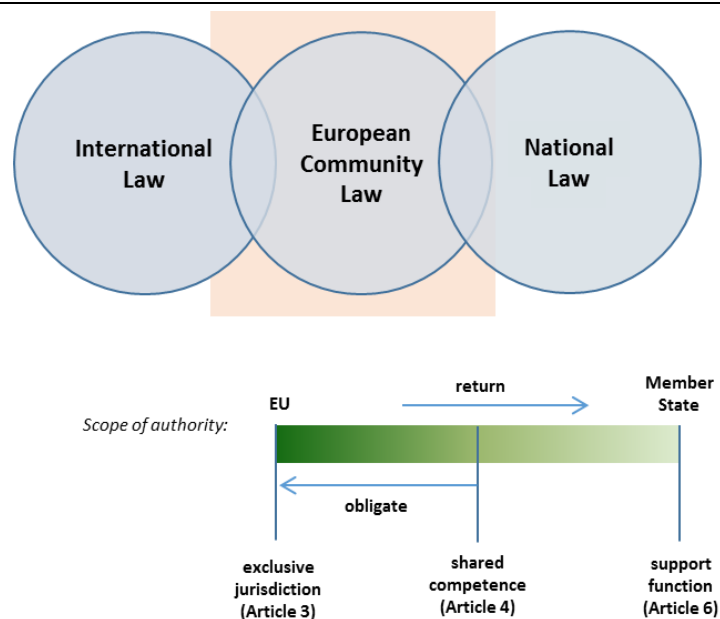 International
Law
European
Community
Law
National
Law
return
Member
State
EU
Scope of authority:
obligate
exclusive
jurisdiction
(Article 3)
shared
competence
(Article 4)
support
function
(Article 6)